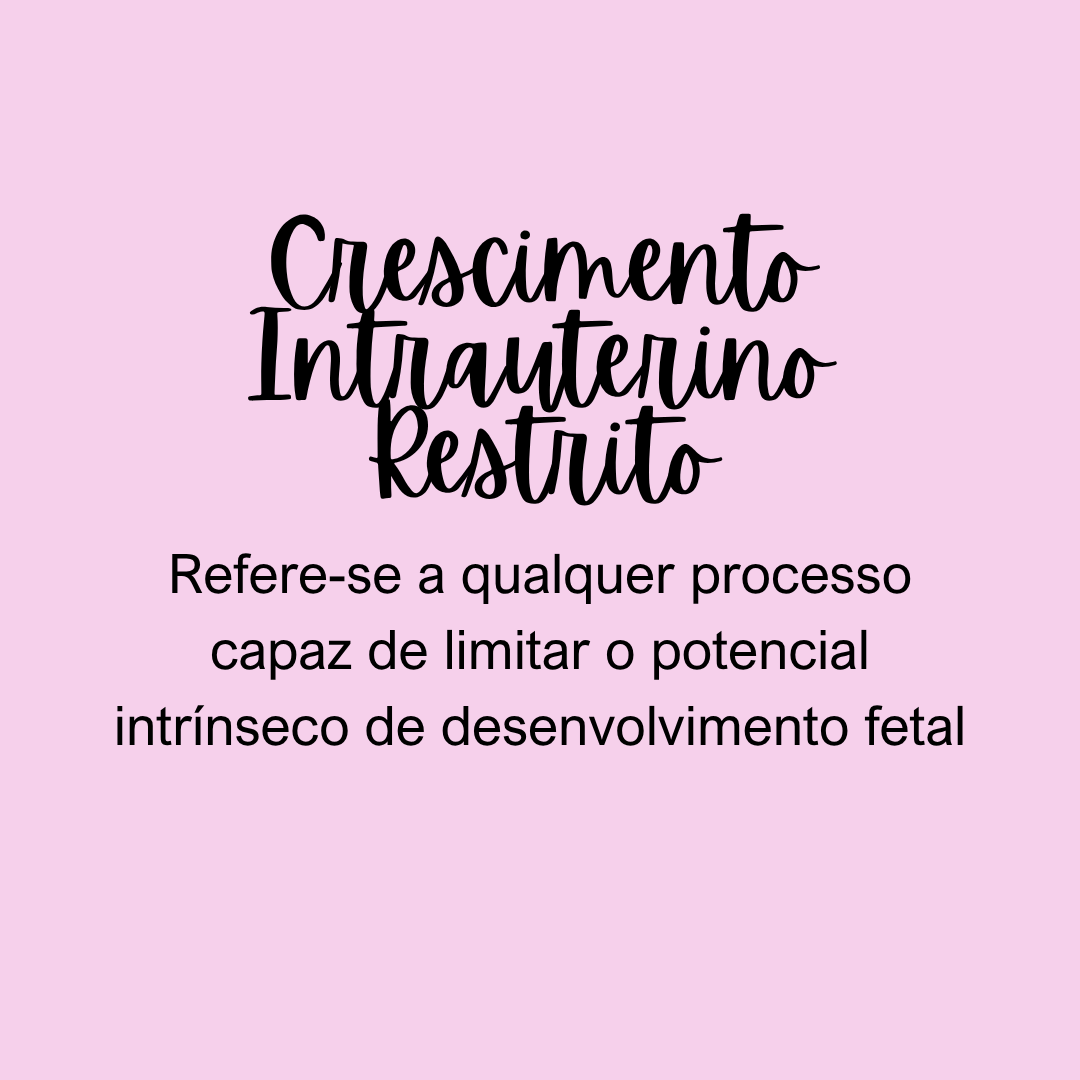 Crescimento
Intrauterino
Restrito
Refere-se a qualquer processo
capaz de limitar o potencial
intrínseco de desenvolvimento fetal